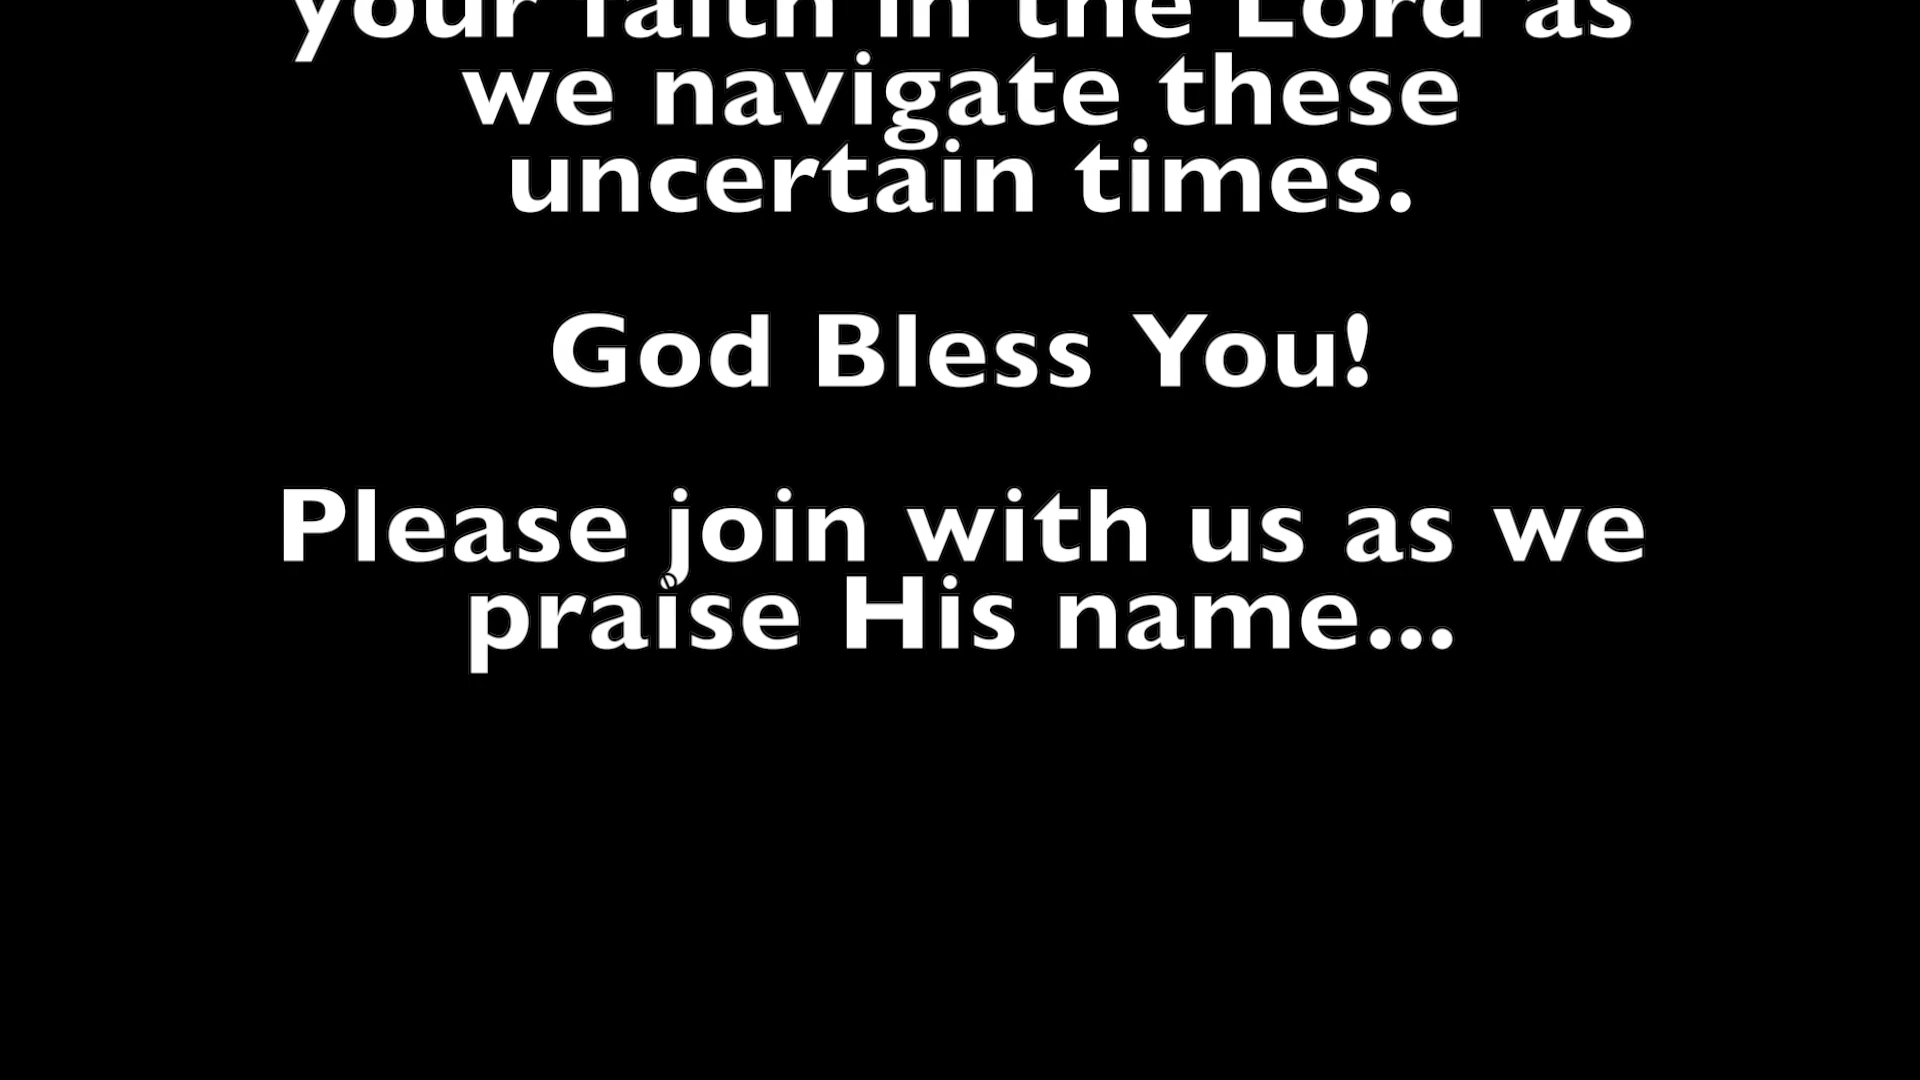 your faith in the Lord as
we navigate these
uncertain times.
God Bless You!
Please join with us as we
praise His name...